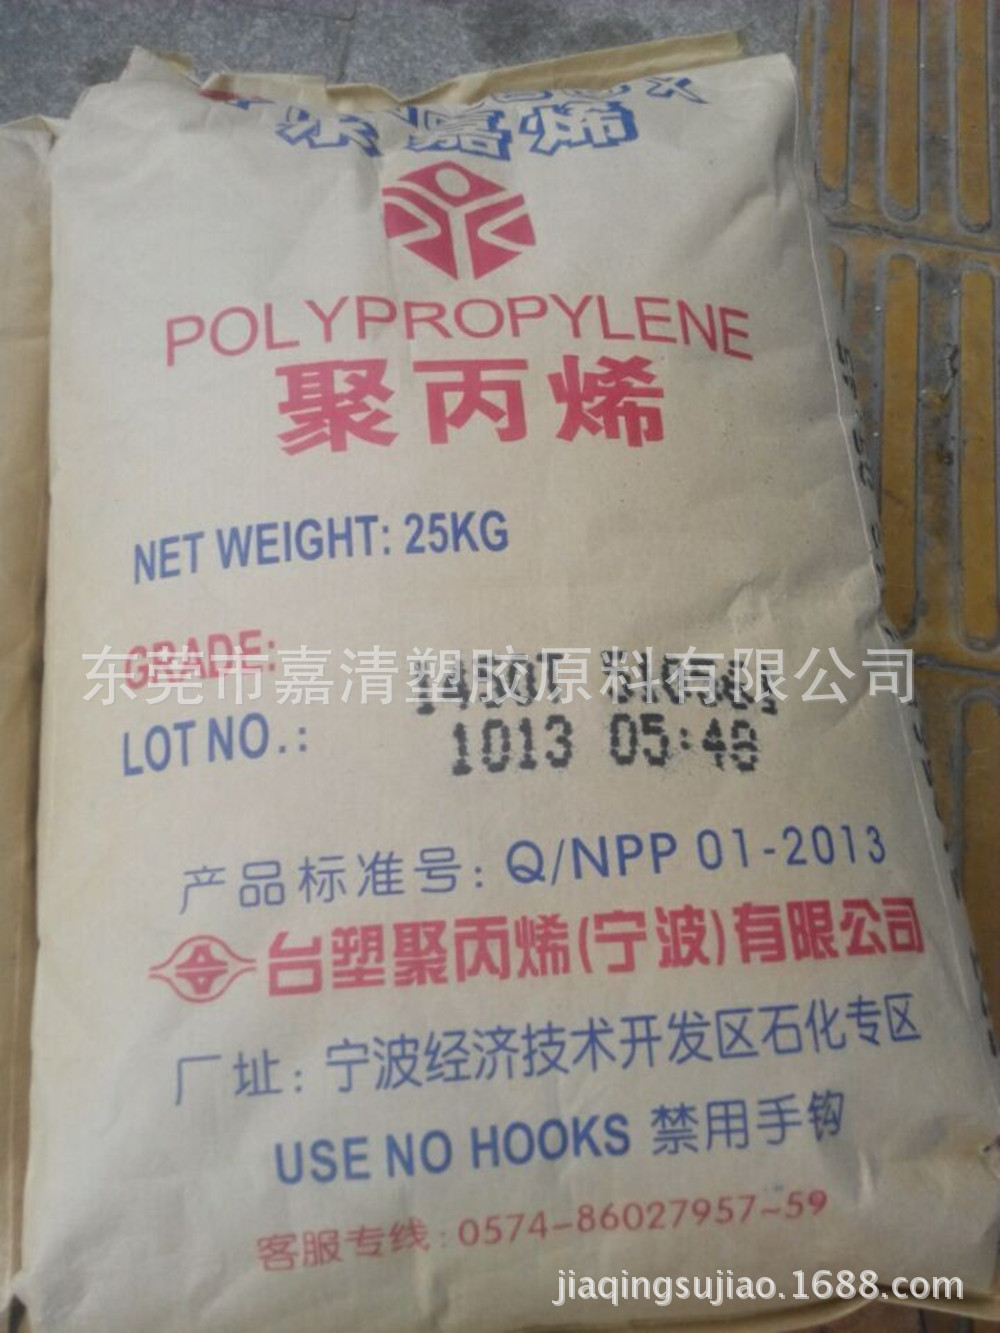 嘉烯
POLYPROPYLENE
聚丙烯
NET WEIGHT: 25KG
GRADE:
东莞市嘉清塑胶原料有限公司
LOT NO.:
1013 05:48
产品标准号: Q/NPP 01-2013
台塑聚丙烯(宁波)有限公司
厂址: 宁波经济技术开发区石化专区
USE NO HOOKS 禁用手钩
客服专线: 0574-86027957~59
jiaqingsujiao.1688.com